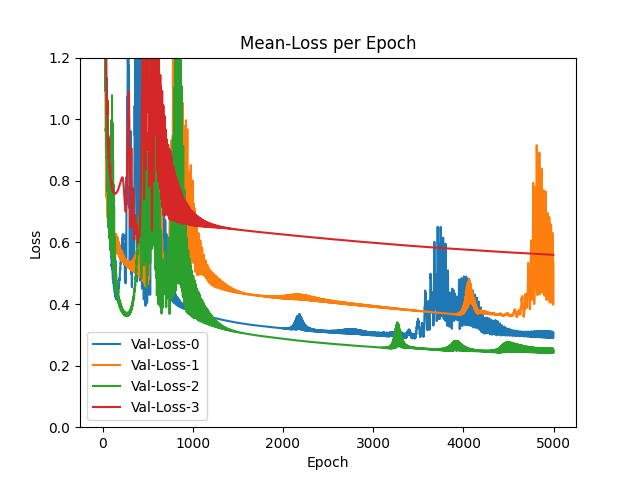 Mean-Loss per Epoch
Loss
1.2
1.0
0.8
0.6
0.4
0.2
0.0
Val-Loss-0
Val-Loss-1
Val-Loss-2
Val-Loss-3
0 1000 2000 3000 4000 5000
Epoch